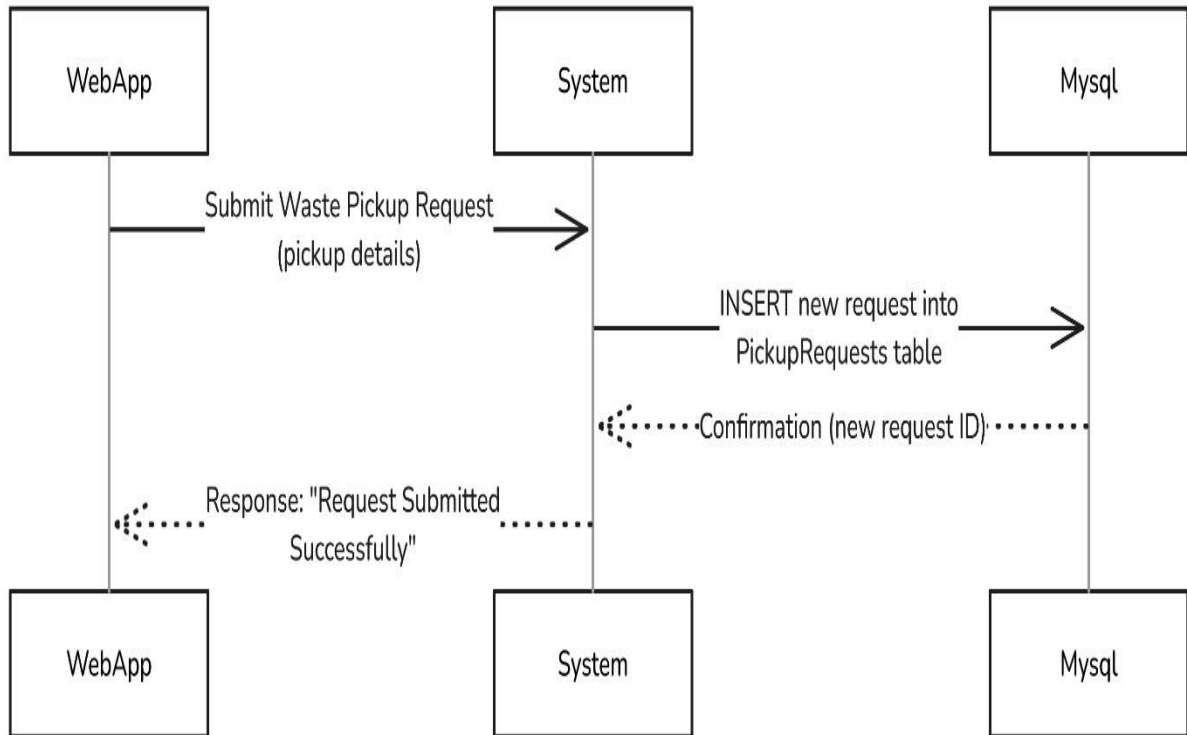 WebApp
System
Mysql
Submit Waste Pickup Request
(pickup details)
INSERT new request into
PickupRequests table
Confirmation (new request ID)
Response: "Request Submitted
Successfully"
WebApp
System
Mysql